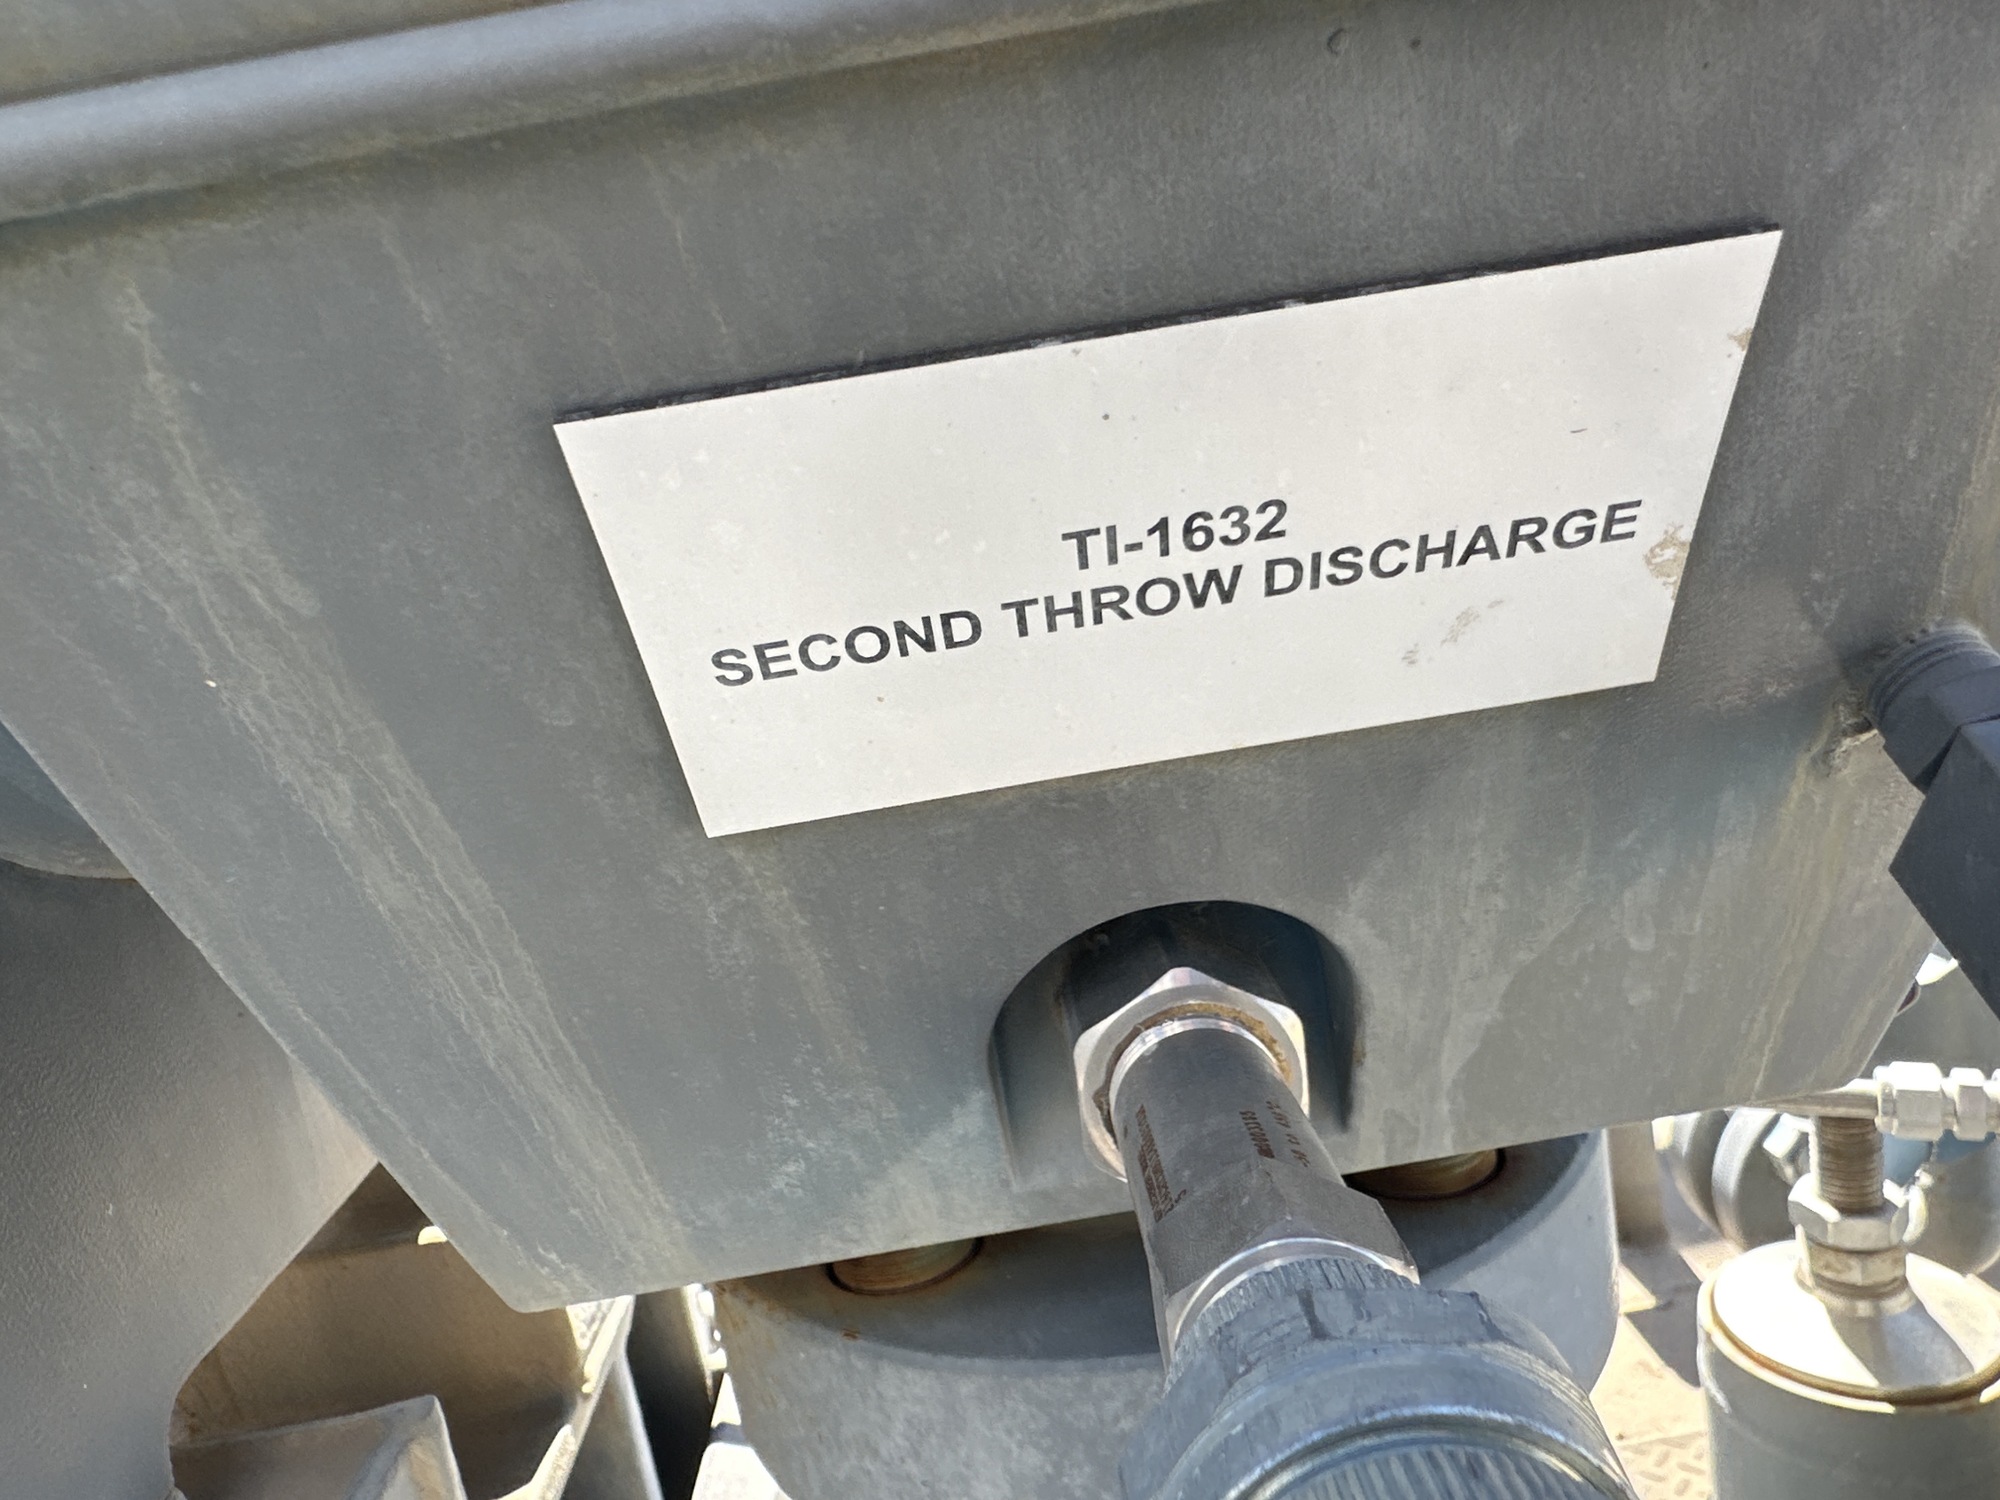 TI-1632
SECOND THROW DISCHARGE